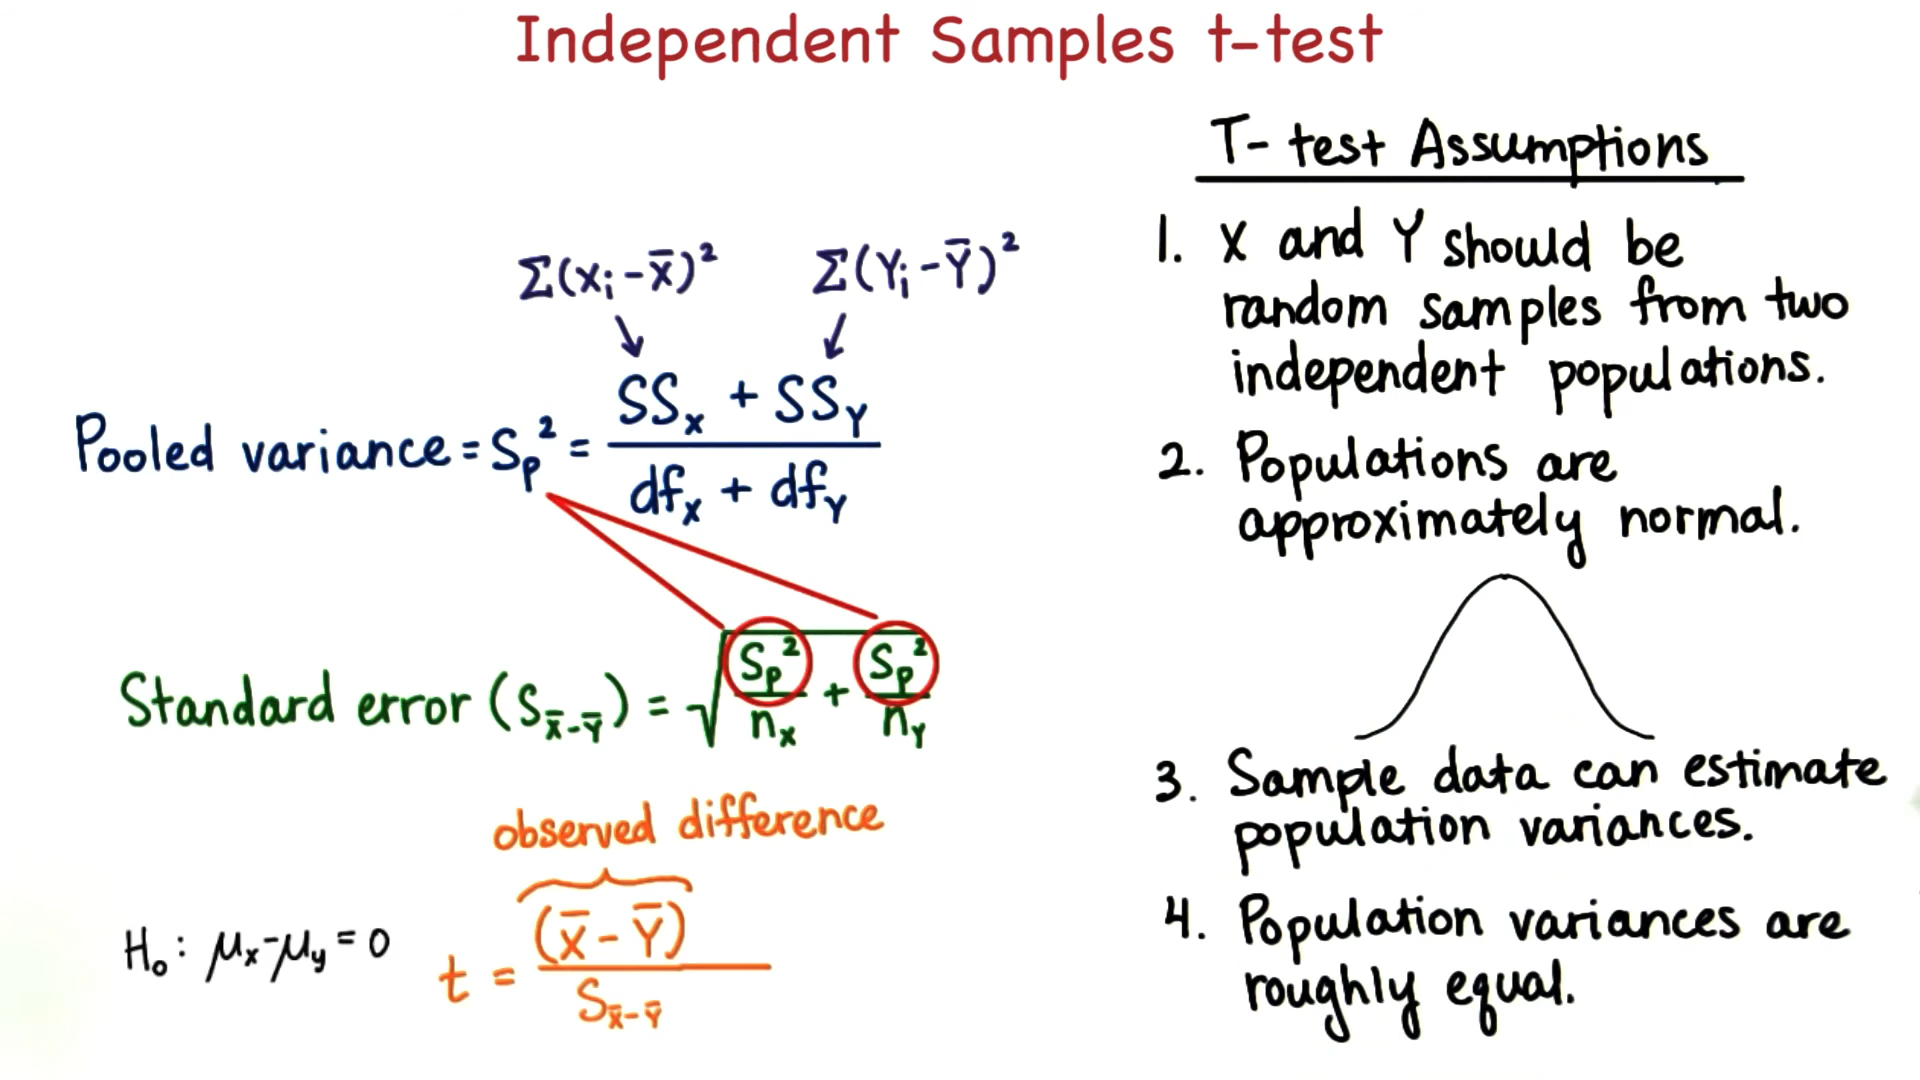 Independent Samples t-test
Σ(xᵢ-x̄)² Σ(Yᵢ-Ȳ)²
Pooled variance = Sₚ² = (SSₓ + SSᵧ) / (dfₓ + dfᵧ)
Standard error (S_x̄-ȳ) = √(Sₚ²/nₓ + Sₚ²/nᵧ)
observed difference
H₀: μₓ-μᵧ = 0
t = (x̄ - Ȳ) / S_x̄-ȳ
T-test Assumptions
1. X and Y should be
random samples from two
independent populations.
2. Populations are
approximately normal.
3. Sample data can estimate
population variances.
4. Population variances are
roughly equal.